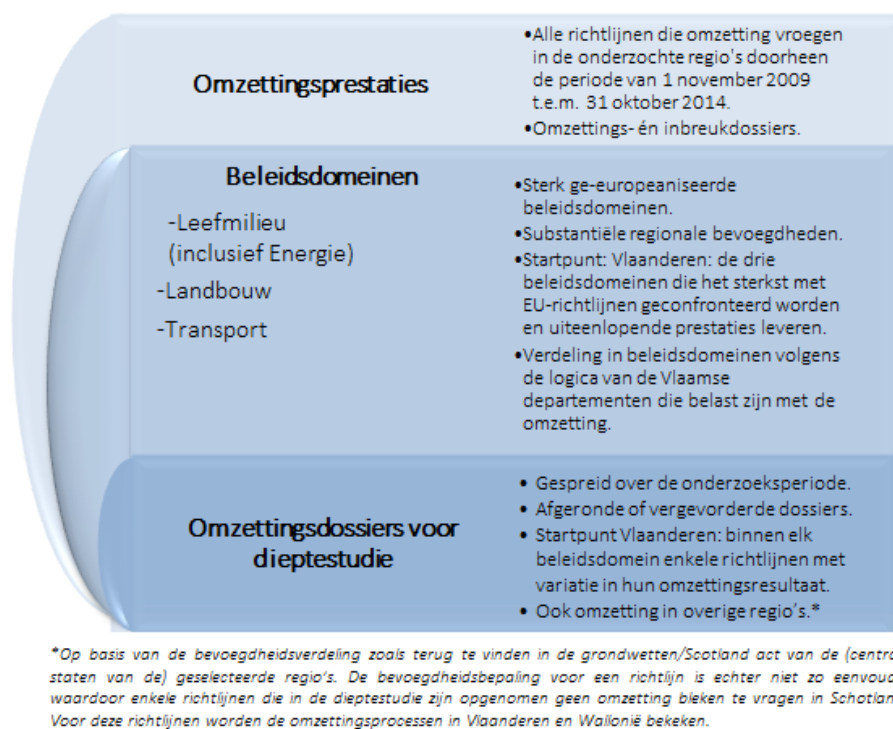 Omzettingsprestaties
•Alle richtlijnen die omzetting vroegen
in de onderzochte regio's doorheen
de periode van 1 november 2009
t.e.m. 31 oktober 2014.
•Omzettings- én inbreukdossiers.
Beleidsdomeinen
-Leefmilieu
(inclusief Energie)
-Landbouw
-Transport
•Sterk ge-europeaniseerde
beleidsdomeinen.
•Substantiële regionale bevoegdheden.
•Startpunt: Vlaanderen: de drie
beleidsdomeinen die het sterkst met
EU-richtlijnen geconfronteerd worden
en uiteenlopende prestaties leveren.
•Verdeling in beleidsdomeinen volgens
de logica van de Vlaamse
departementen die belast zijn met de
omzetting.
Omzettingsdossiers voor
dieptestudie
• Gespreid over de onderzoeksperiode.
• Afgeronde of vergevorderde dossiers.
• Startpunt Vlaanderen: binnen elk
beleidsdomein enkele richtlijnen met
variatie in hun omzettingsresultaat.
• Ook omzetting in overige regio's.*
*Op basis van de bevoegdheidsverdeling zoals terug te vinden in de grondwetten/Scotland act van de (centra
staten van de) geselecteerde regio's. De bevoegdheidsbepaling voor een richtlijn is echter niet zo eenvoud
waardoor enkele richtlijnen die in de dieptestudie zijn opgenomen geen omzetting bleken te vragen in Schotlan
Voor deze richtlijnen worden de omzettingsprocessen in Vlaanderen en Wallonië bekeken.